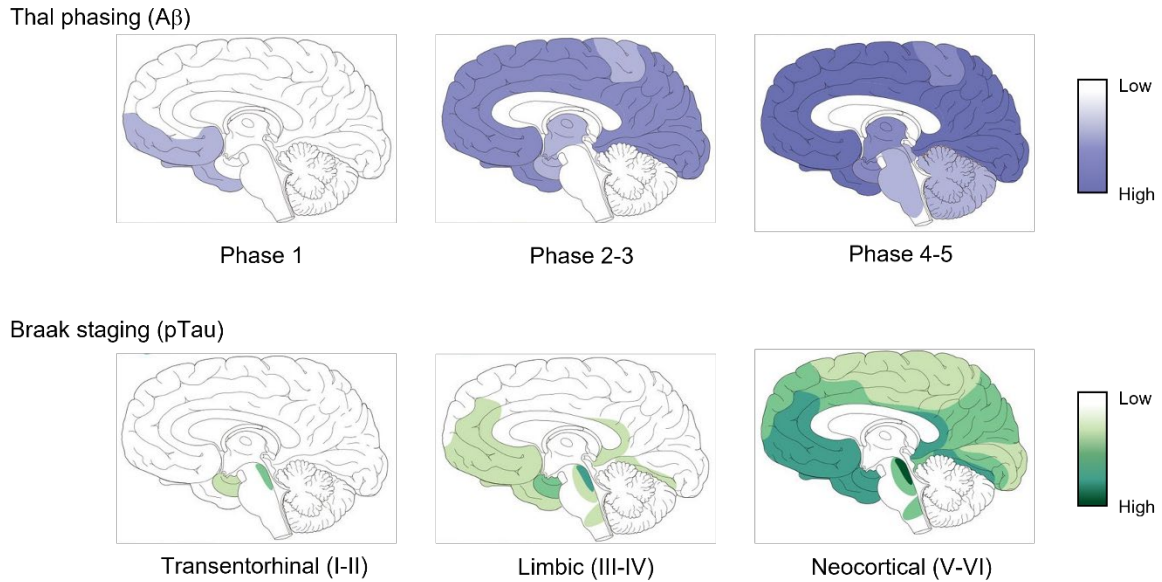 Thal phasing (Aβ)
Low
High
Phase 1
Phase 2-3
Phase 4-5
Braak staging (pTau)
Low
High
Transentorhinal (I-II)
Limbic (III-IV)
Neocortical (V-VI)